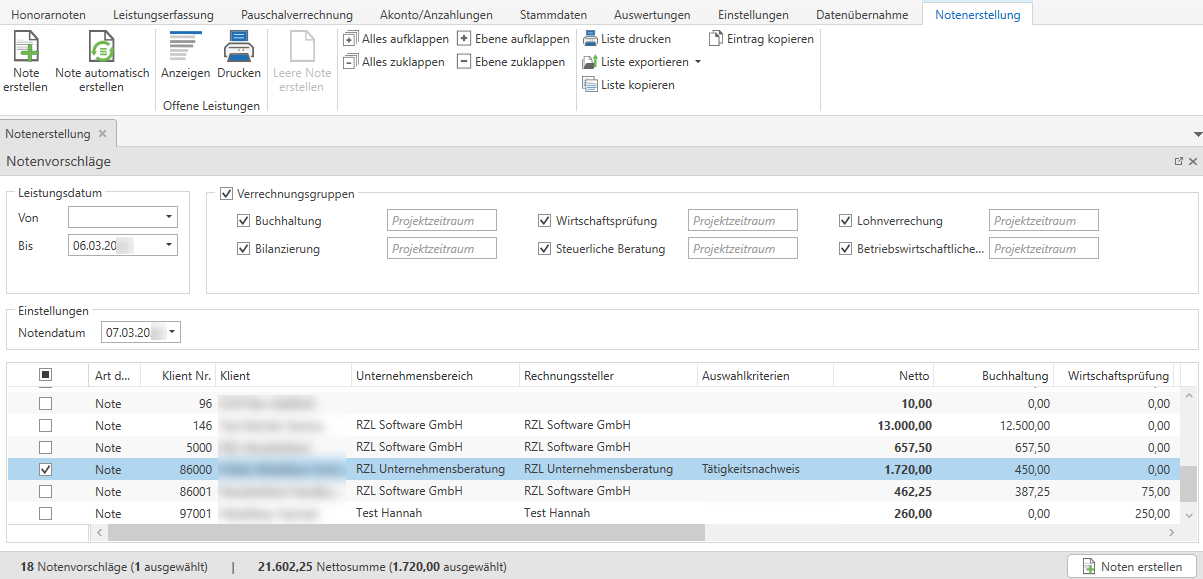 Honorarnoten Leistungserfassung Pauschalverrechnung Akonto/Anzahlungen Stammdaten Auswertungen Einstellungen Datenübernahme Notenerstellung
Note erstellen
Note automatisch erstellen
Anzeigen Drucken
Offene Leistungen
Leere Note erstellen
Alles aufklappen Ebene aufklappen
Alles zuklappen Ebene zuklappen
Liste drucken Eintrag kopieren
Liste exportieren
Liste kopieren
Notenerstellung
Notenvorschläge
Leistungsdatum
Von
Bis 06.03.20
Verrechnungsgruppen
Buchhaltung Projektzeitraum Wirtschaftsprüfung Projektzeitraum Lohnverrechung Projektzeitraum
Bilanzierung Projektzeitraum Steuerliche Beratung Projektzeitraum Betriebswirtschaftliche... Projektzeitraum
Einstellungen
Notendatum 07.03.20
Art d... Klient Nr. Klient Unternehmensbereich Rechnungssteller Auswahlkriterien Netto Buchhaltung Wirtschaftsprüfung
Note 96 10,00 0,00 0,00
Note 146 RZL Software GmbH RZL Software GmbH 13.000,00 12.500,00 0,00
Note 5000 RZL Software GmbH RZL Software GmbH 657,50 657,50 0,00
Note 86000 RZL Unternehmensberatung RZL Unternehmensberatung Tätigkeitsnachweis 1.720,00 450,00 0,00
Note 86001 RZL Software GmbH RZL Software GmbH 462,25 387,25 75,00
Note 97001 Test Hannah Test Hannah 260,00 0,00 250,00
18 Notenvorschläge (1 ausgewählt) | 21.602,25 Nettosumme (1.720,00 ausgewählt) Noten erstellen